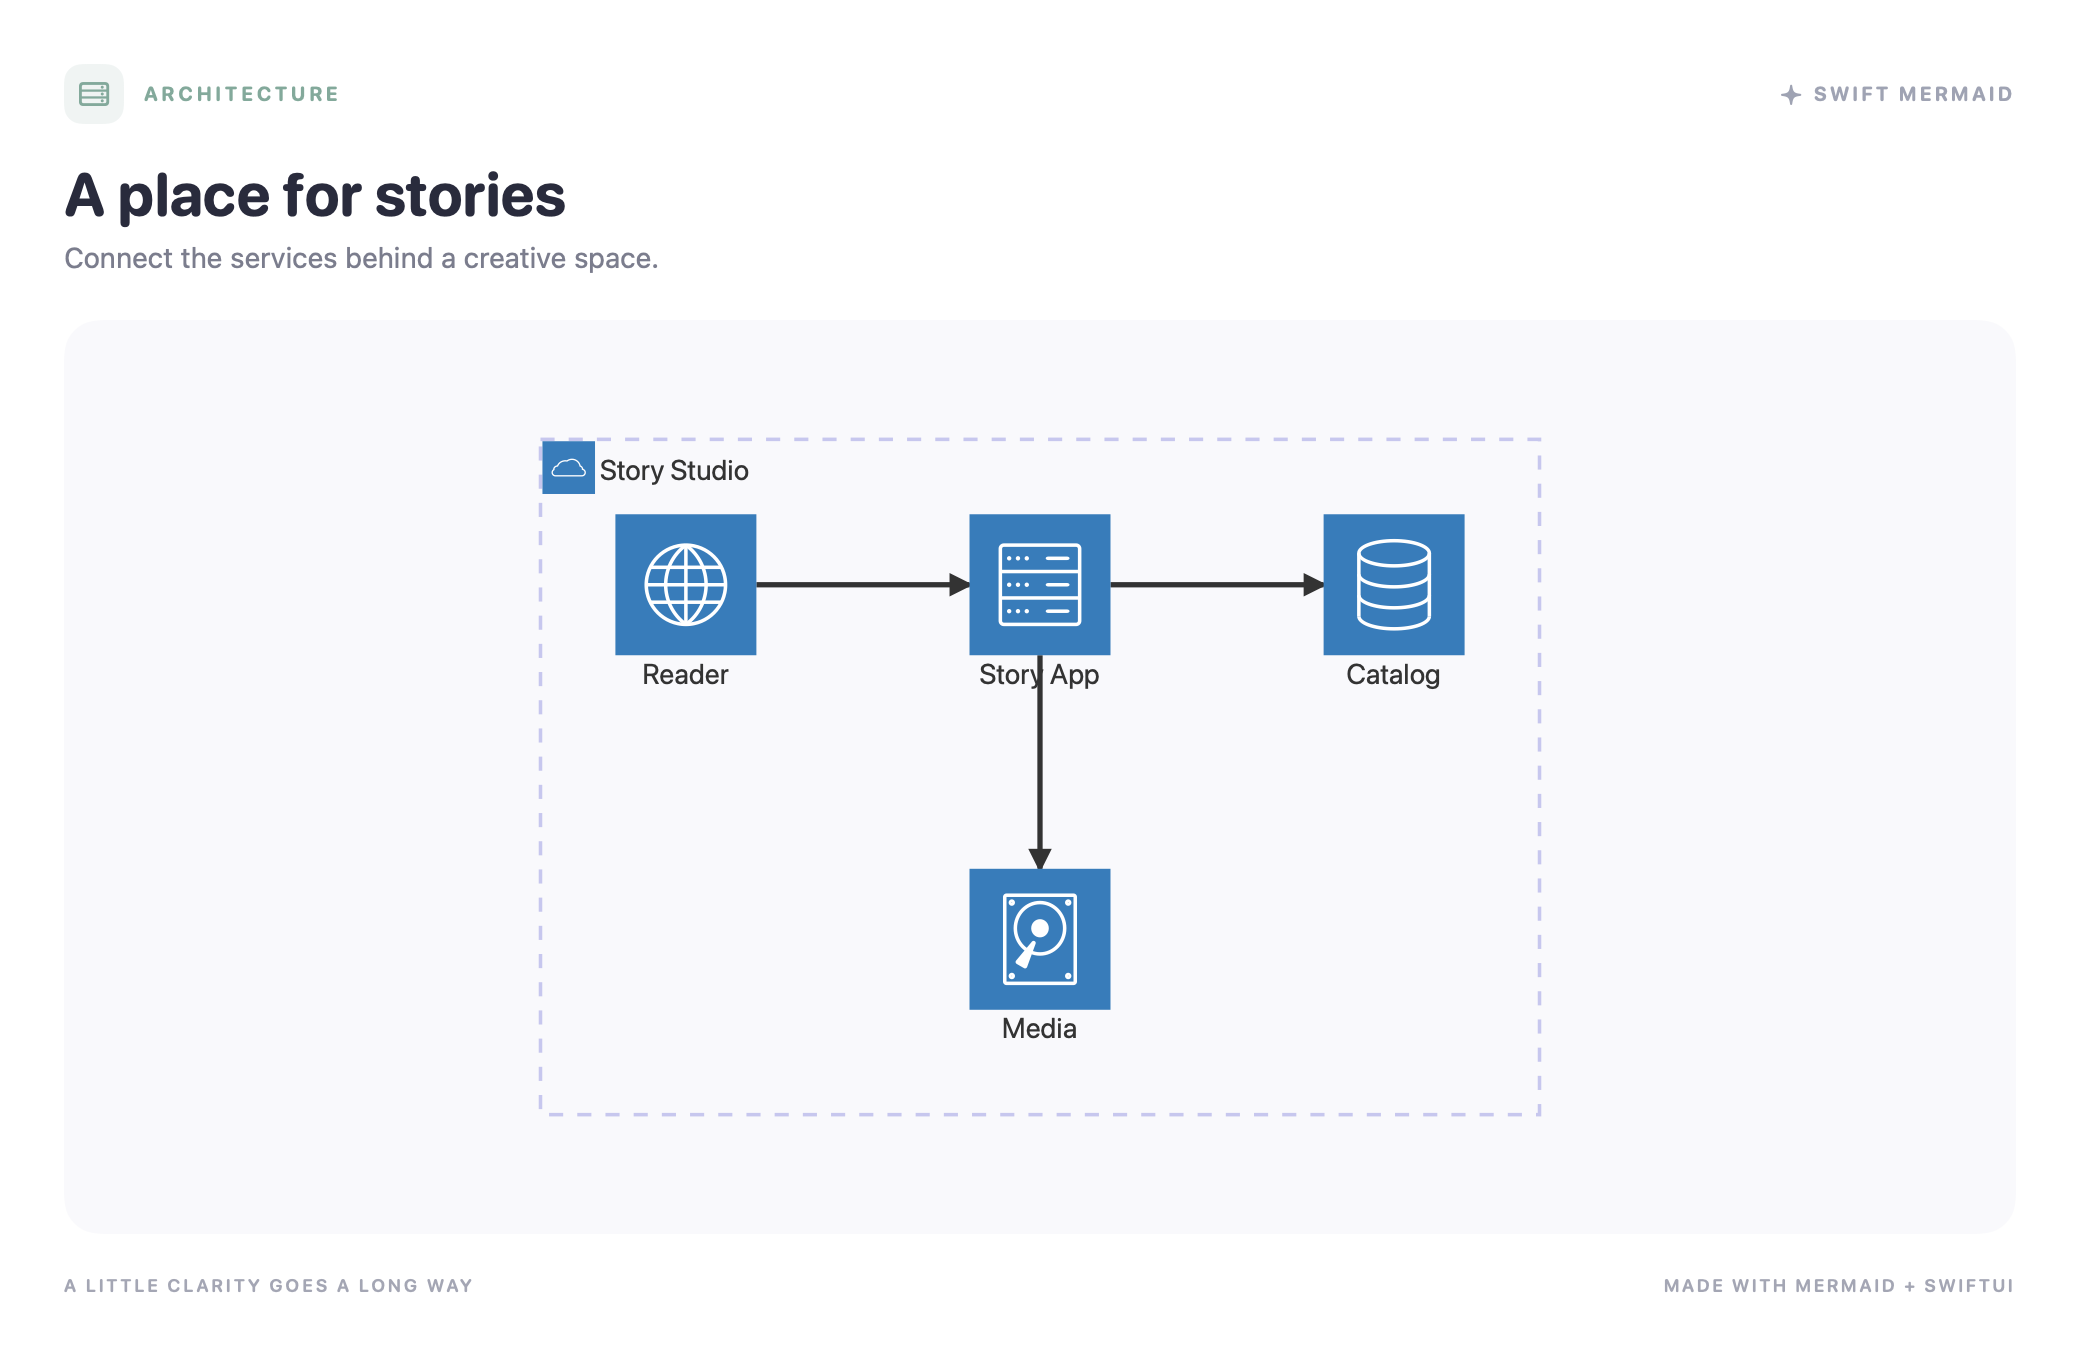 ARCHITECTURE
SWIFT MERMAID
A place for stories
Connect the services behind a creative space.
Story Studio
Reader
Story App
Catalog
Media
A LITTLE CLARITY GOES A LONG WAY
MADE WITH MERMAID + SWIFTUI